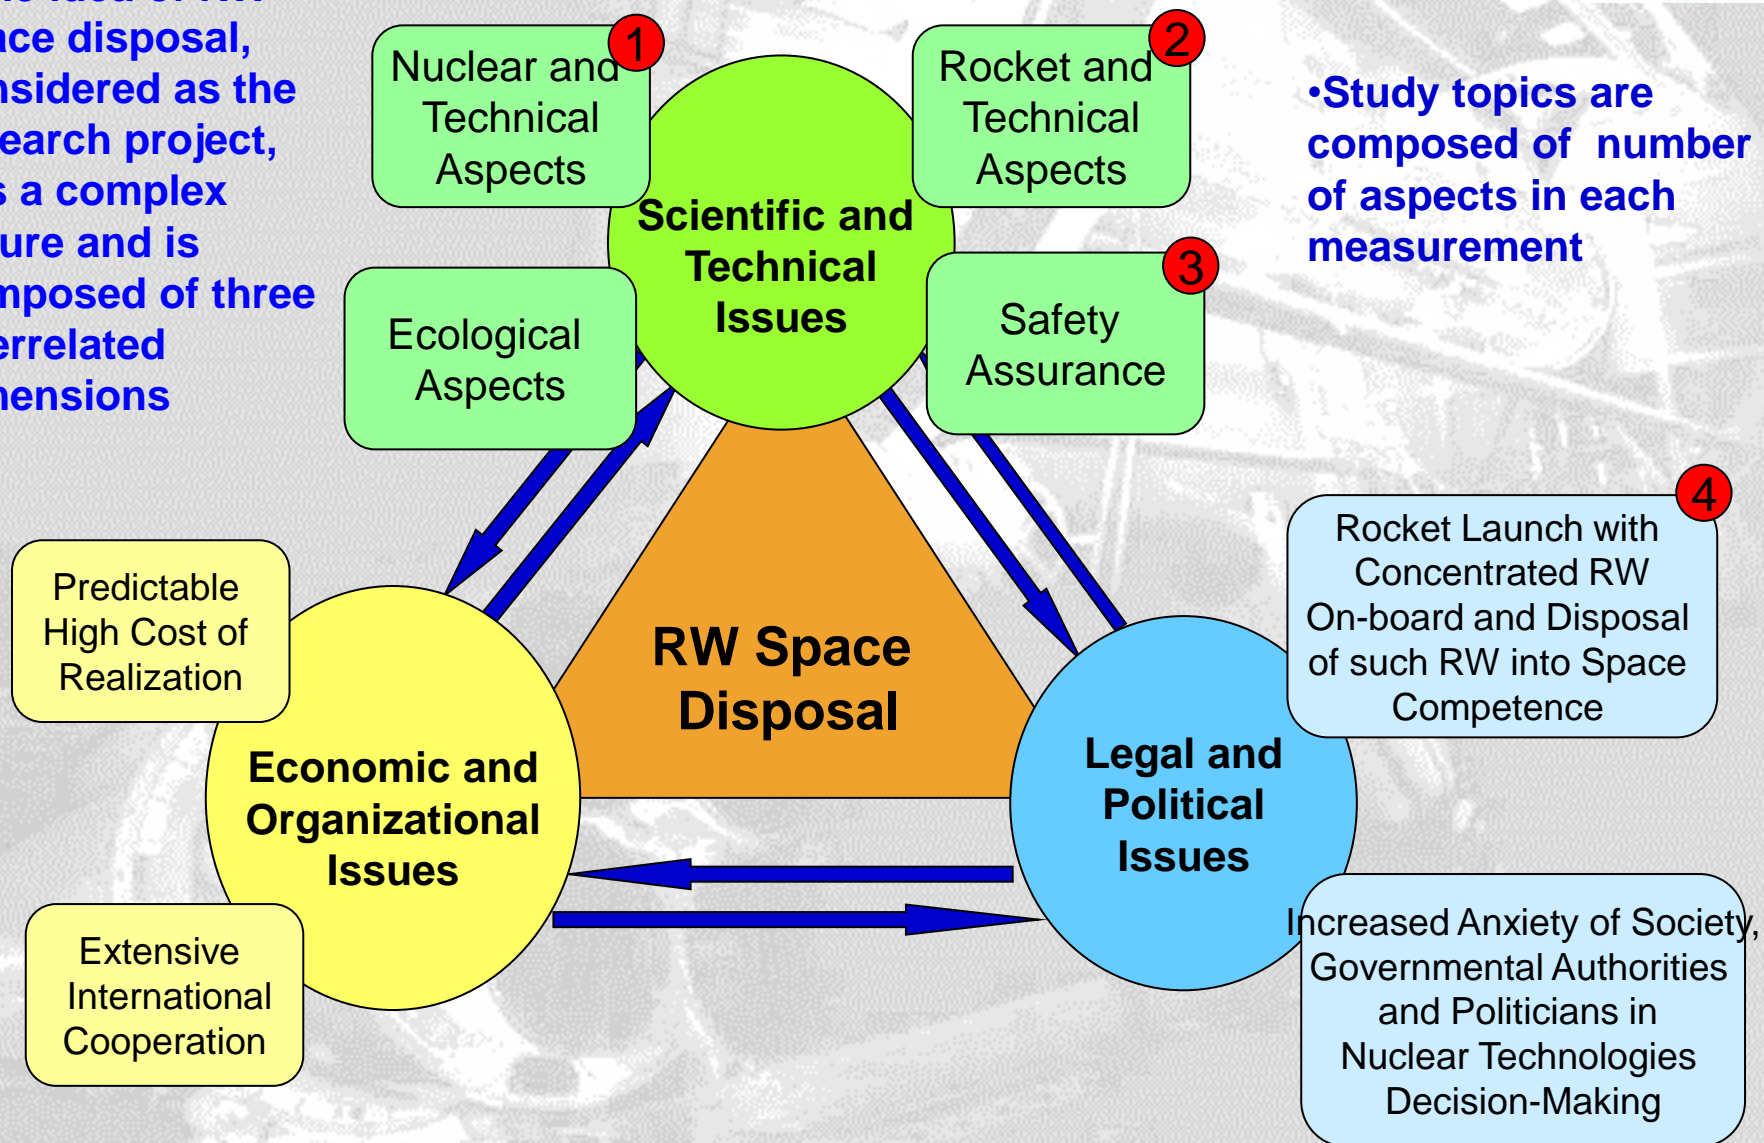 ace disposal,
nsidered as the
earch project,
s a complex
ure and is
mposed of three
errelated
mensions
1
Nuclear and
Technical
Aspects
2
Rocket and
Technical
Aspects
•Study topics are
composed of number
of aspects in each
measurement
Scientific and
Technical
Issues
Ecological
Aspects
3
Safety
Assurance
4
Rocket Launch with
Concentrated RW
On-board and Disposal
of such RW into Space
Competence
Predictable
High Cost of
Realization
RW Space
Disposal
Economic and
Organizational
Issues
Legal and
Political
Issues
Extensive
International
Cooperation
Increased Anxiety of Society,
Governmental Authorities
and Politicians in
Nuclear Technologies
Decision-Making